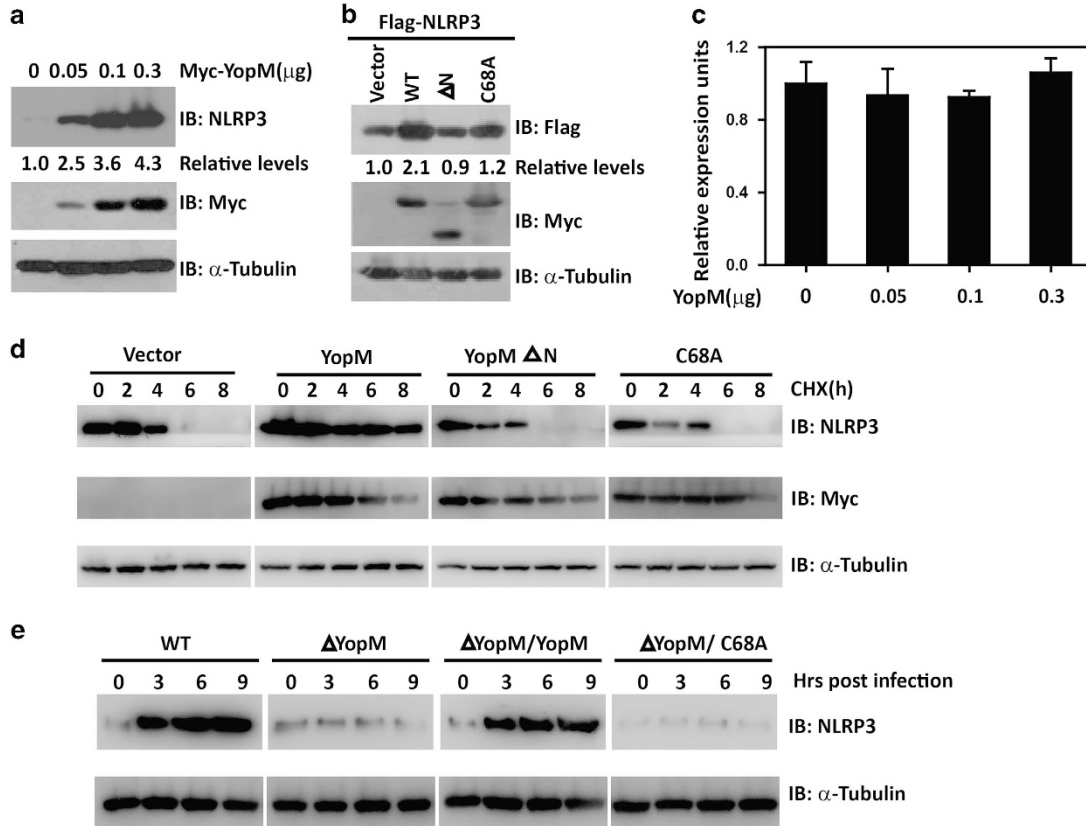 a
0 0.05 0.1 0.3 Myc-YopM(μg)
IB: NLRP3
1.0 2.5 3.6 4.3 Relative levels
IB: Myc
IB: α-Tubulin
b
Flag-NLRP3
Vector WT ΔN C68A
IB: Flag
1.0 2.1 0.9 1.2 Relative levels
IB: Myc
IB: α-Tubulin
c
Relative expression units
1.2
0.8
0.4
0.0
YopM(μg) 0 0.05 0.1 0.3
d
Vector YopM YopM ΔN C68A
0 2 4 6 8 0 2 4 6 8 0 2 4 6 8 0 2 4 6 8 CHX(h)
IB: NLRP3
IB: Myc
IB: α-Tubulin
e
WT ΔYopM ΔYopM/YopM ΔYopM/ C68A
0 3 6 9 0 3 6 9 0 3 6 9 0 3 6 9 Hrs post infection
IB: NLRP3
IB: α-Tubulin